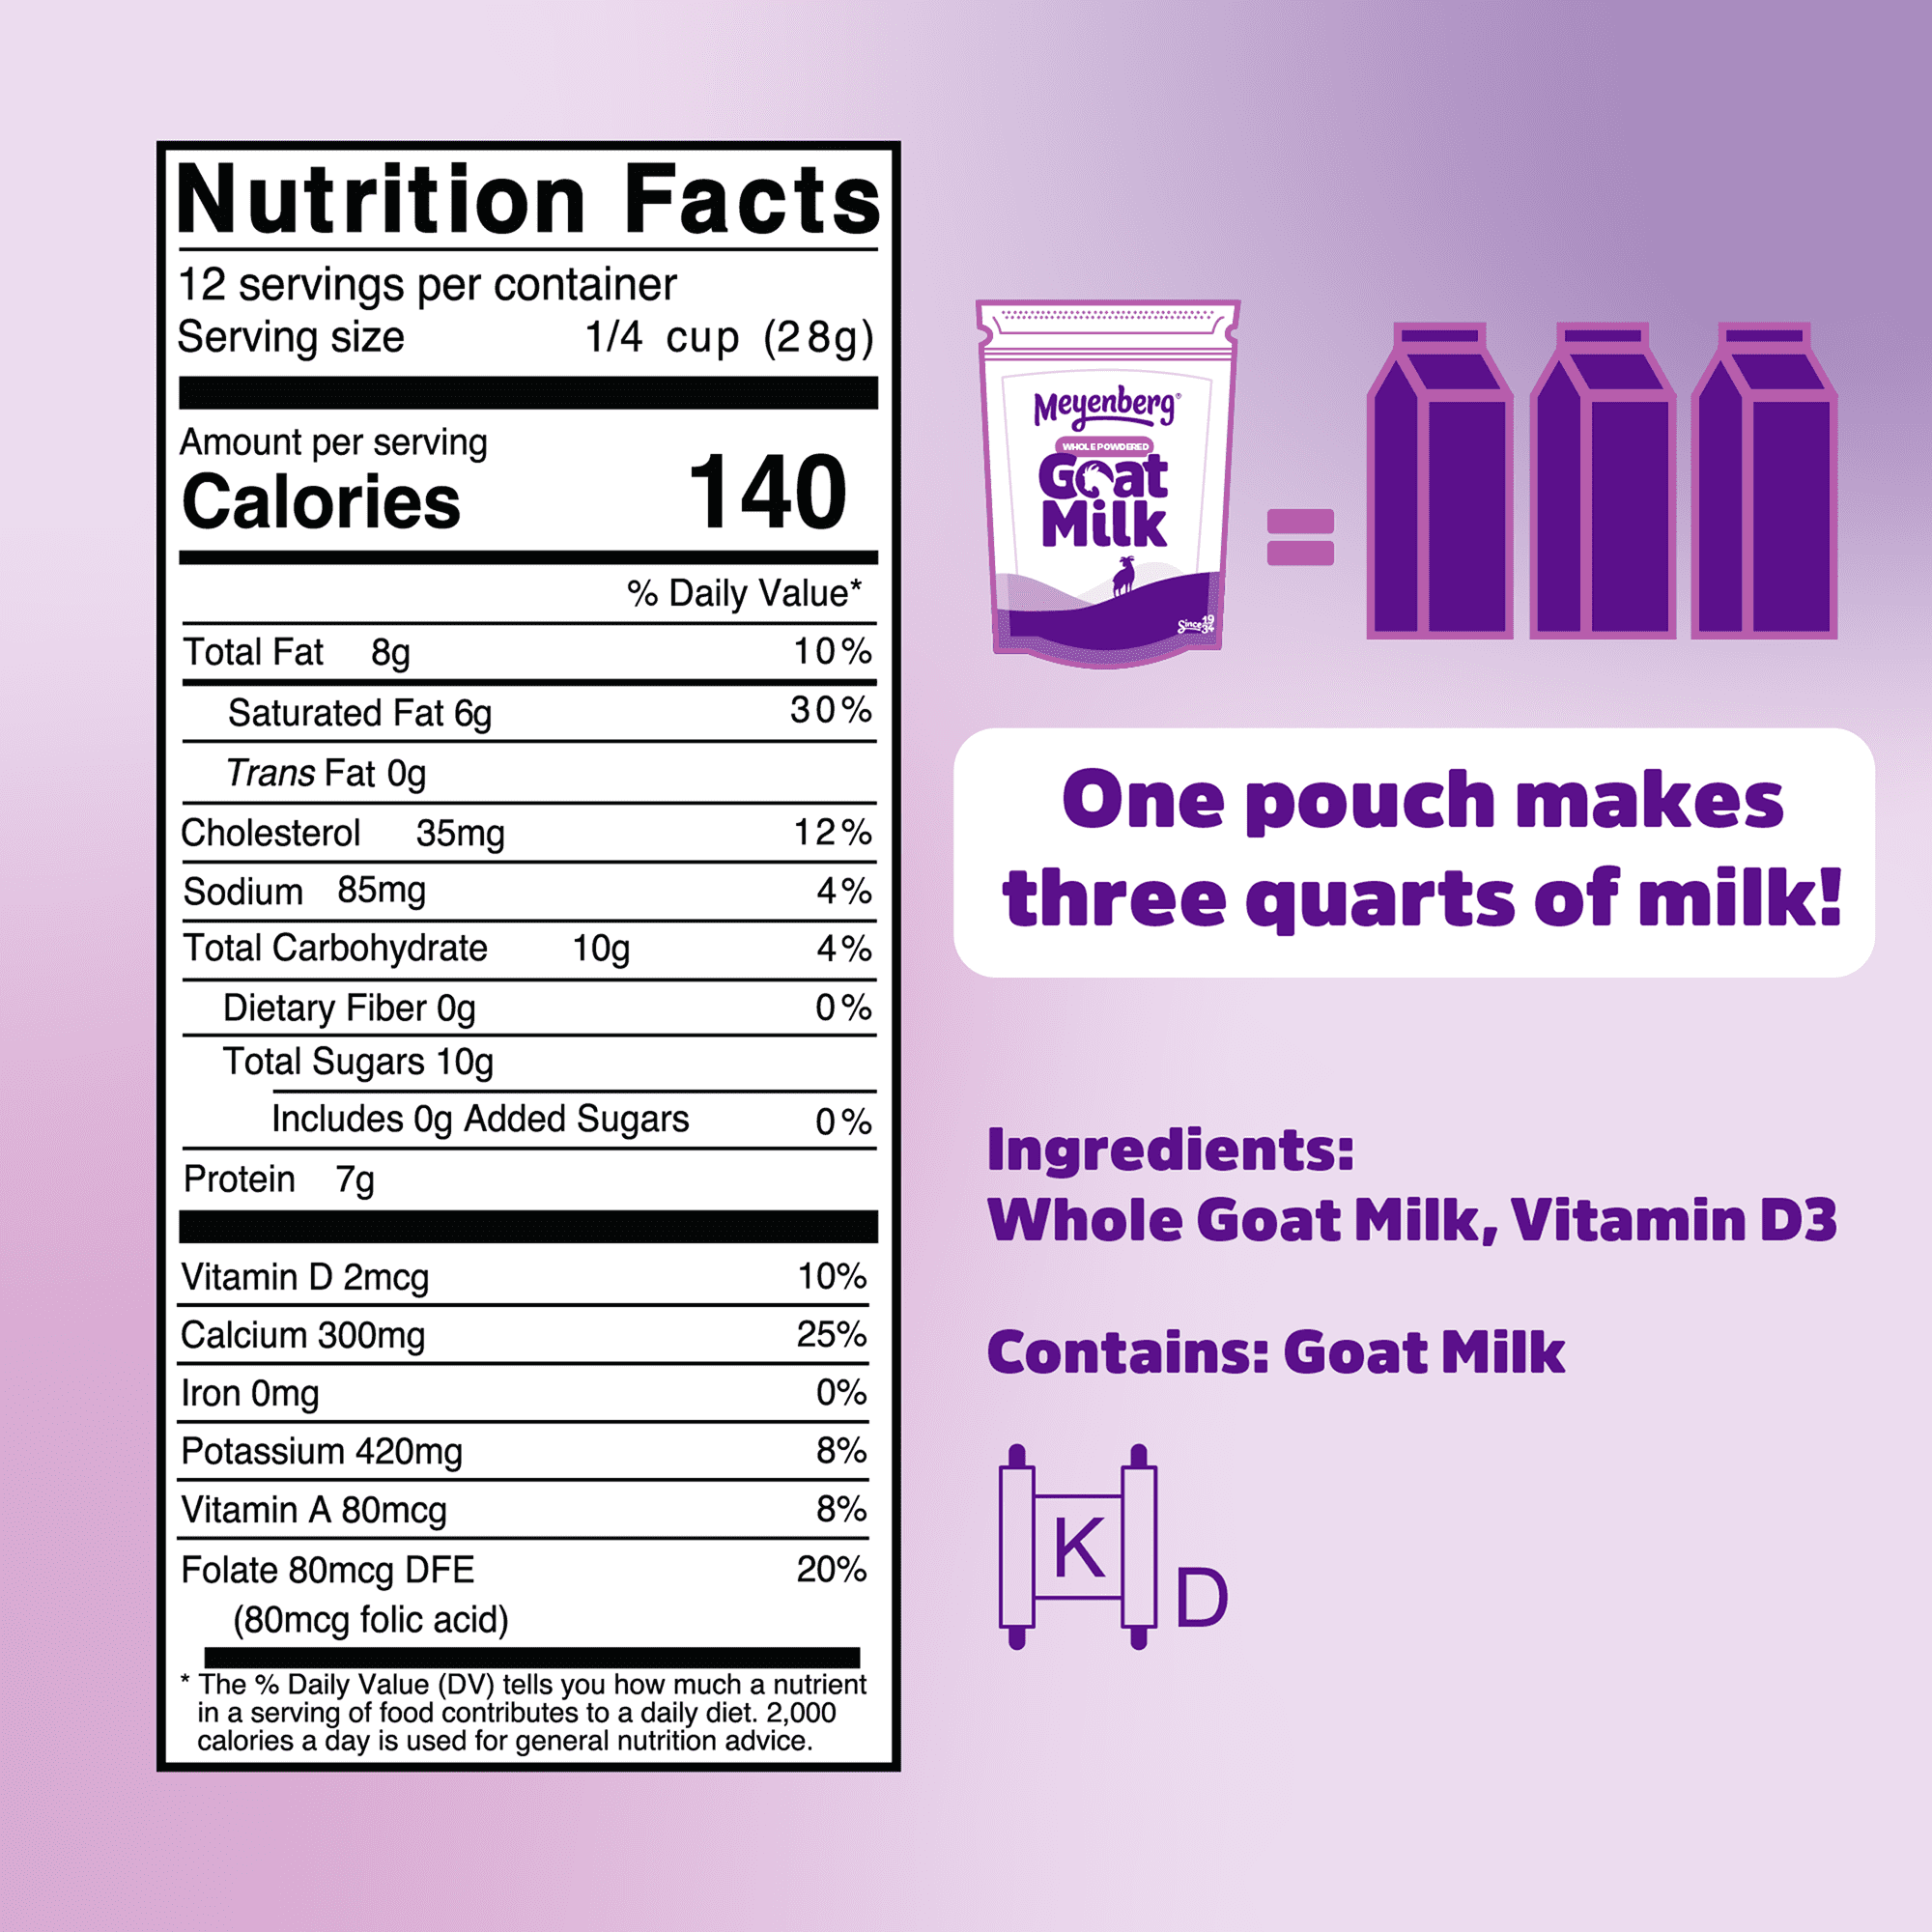 Nutrition Facts
12 servings per container
Serving size 1/4 cup (28g)
Amount per serving
Calories 140
% Daily Value*
Total Fat 8g 10%
Saturated Fat 6g 30%
Trans Fat 0g
Cholesterol 35mg 12%
Sodium 85mg 4%
Total Carbohydrate 10g 4%
Dietary Fiber 0g 0%
Total Sugars 10g
Includes 0g Added Sugars 0%
Protein 7g
Vitamin D 2mcg 10%
Calcium 300mg 25%
Iron 0mg 0%
Potassium 420mg 8%
Vitamin A 80mcg 8%
Folate 80mcg DFE 20%
(80mcg folic acid)
* The % Daily Value (DV) tells you how much a nutrient
in a serving of food contributes to a daily diet. 2,000
calories a day is used for general nutrition advice.
Meyenberg®
WHOLE POWDERED
Goat
Milk
Since 1934
=
One pouch makes
three quarts of milk!
Ingredients:
Whole Goat Milk, Vitamin D3
Contains: Goat Milk
K D